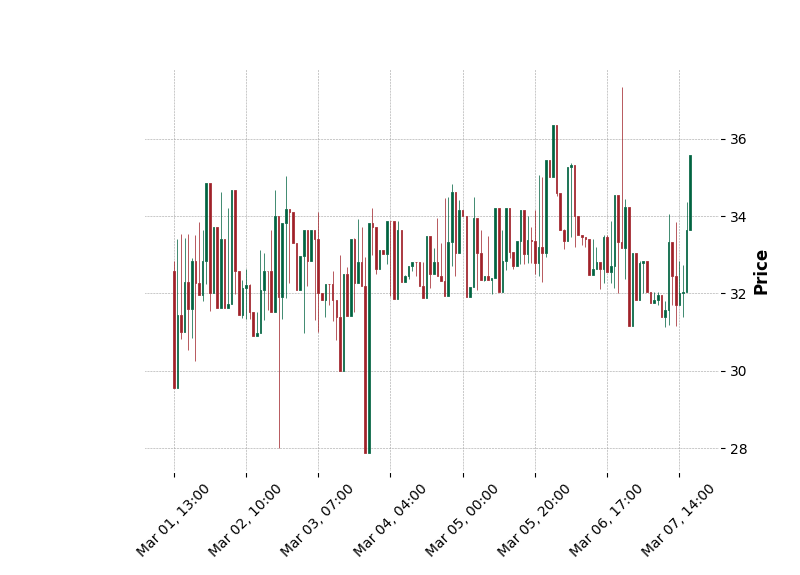 36
34
32
30
28
Price
Mar 01, 13:00
Mar 02, 10:00
Mar 03, 07:00
Mar 04, 04:00
Mar 05, 00:00
Mar 05, 20:00
Mar 06, 17:00
Mar 07, 14:00